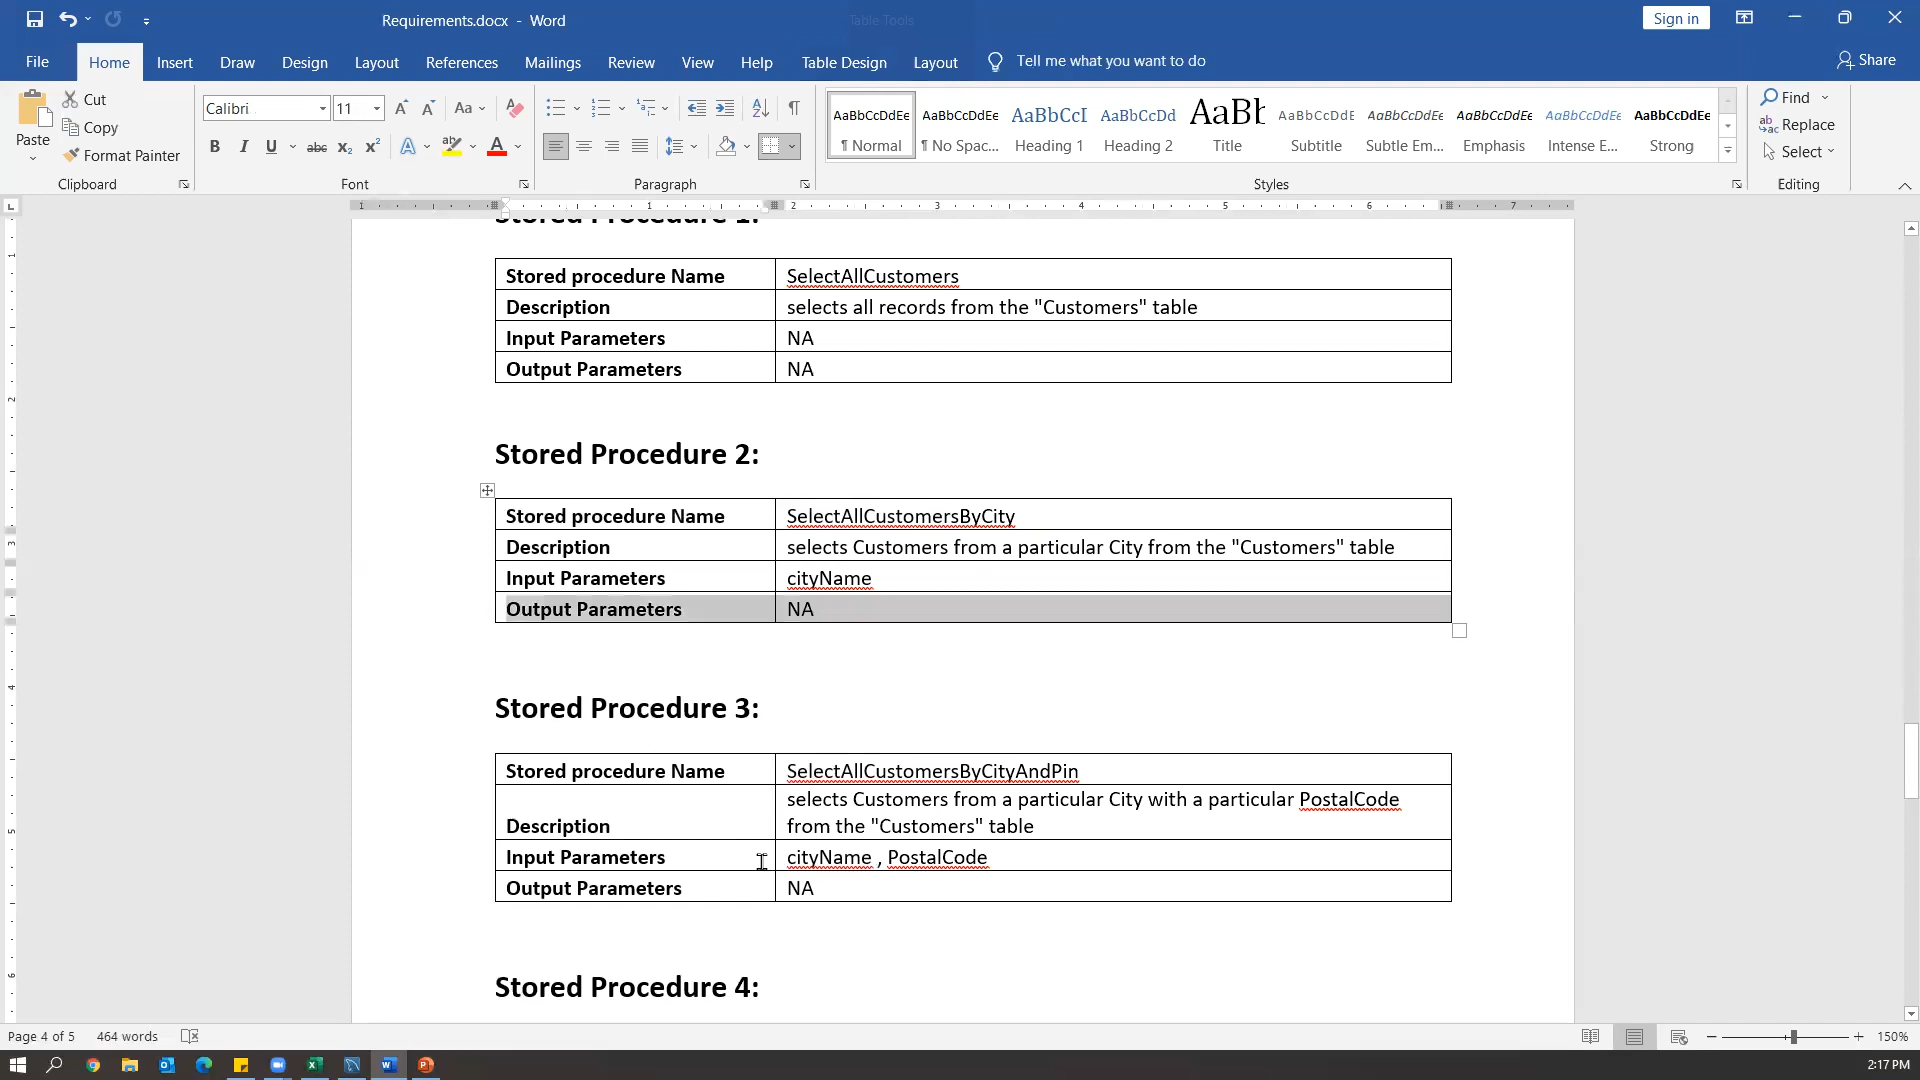 Requirements.docx - Word
Table Tools
Sign in
File Home Insert Draw Design Layout References Mailings Review View Help Table Design Layout Tell me what you want to do Share
Paste
Cut
Copy
Format Painter
Clipboard
Calibri 11
Font
Paragraph
AaBbCcDdEe AaBbCcDdEe AaBbCcI AaBbCcDd AaBb AaBbCcDdE AaBbCcDdEe AaBbCcDdEe AaBbCcDdEe AaBbCcDdEe
¶ Normal ¶ No Spac... Heading 1 Heading 2 Title Subtitle Subtle Em... Emphasis Intense E... Strong
Styles
Find
Replace
Select
Editing
Stored Procedure 1:
Stored procedure Name SelectAllCustomers
Description selects all records from the "Customers" table
Input Parameters NA
Output Parameters NA
Stored Procedure 2:
Stored procedure Name SelectAllCustomersByCity
Description selects Customers from a particular City from the "Customers" table
Input Parameters cityName
Output Parameters NA
Stored Procedure 3:
Stored procedure Name SelectAllCustomersByCityAndPin
Description selects Customers from a particular City with a particular PostalCode
from the "Customers" table
Input Parameters cityName , PostalCode
Output Parameters NA
Stored Procedure 4:
Page 4 of 5 464 words 150%
2:17 PM